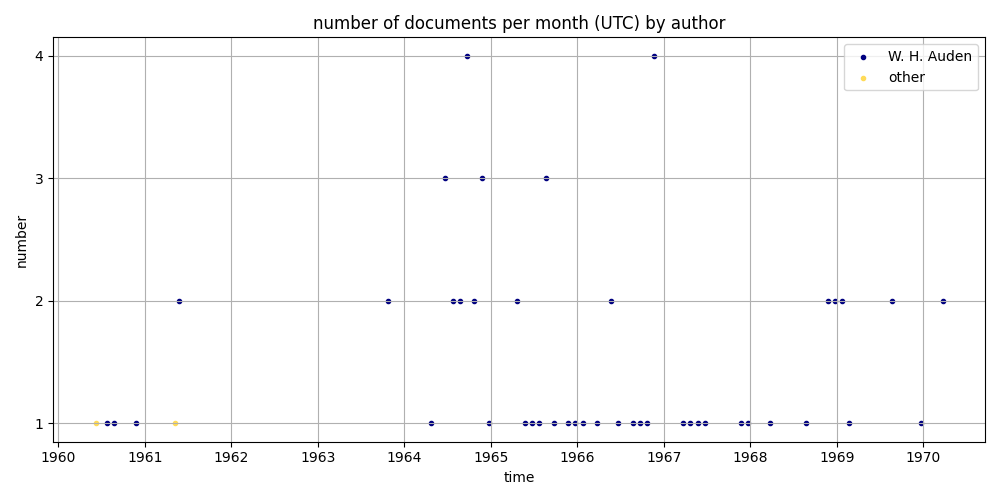 number of documents per month (UTC) by author
W. H. Auden
other
number
4
3
2
1
1960 1961 1962 1963 1964 1965 1966 1967 1968 1969 1970
time